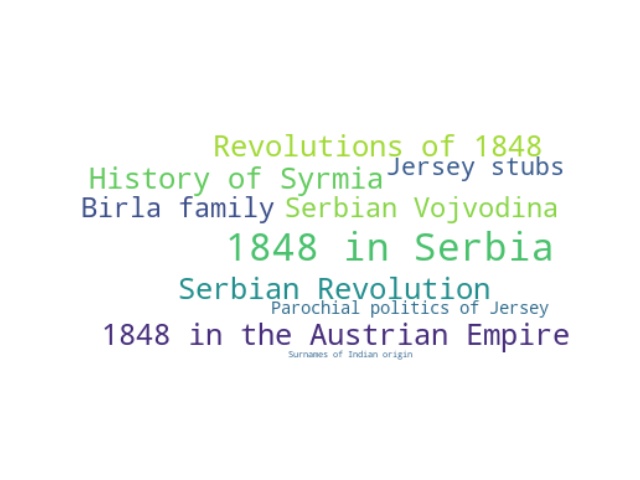 Revolutions of 1848
Jersey stubs
History of Syrmia
Birla family
Serbian Vojvodina
1848 in Serbia
Serbian Revolution
Parochial politics of Jersey
1848 in the Austrian Empire
Surnames of Indian origin